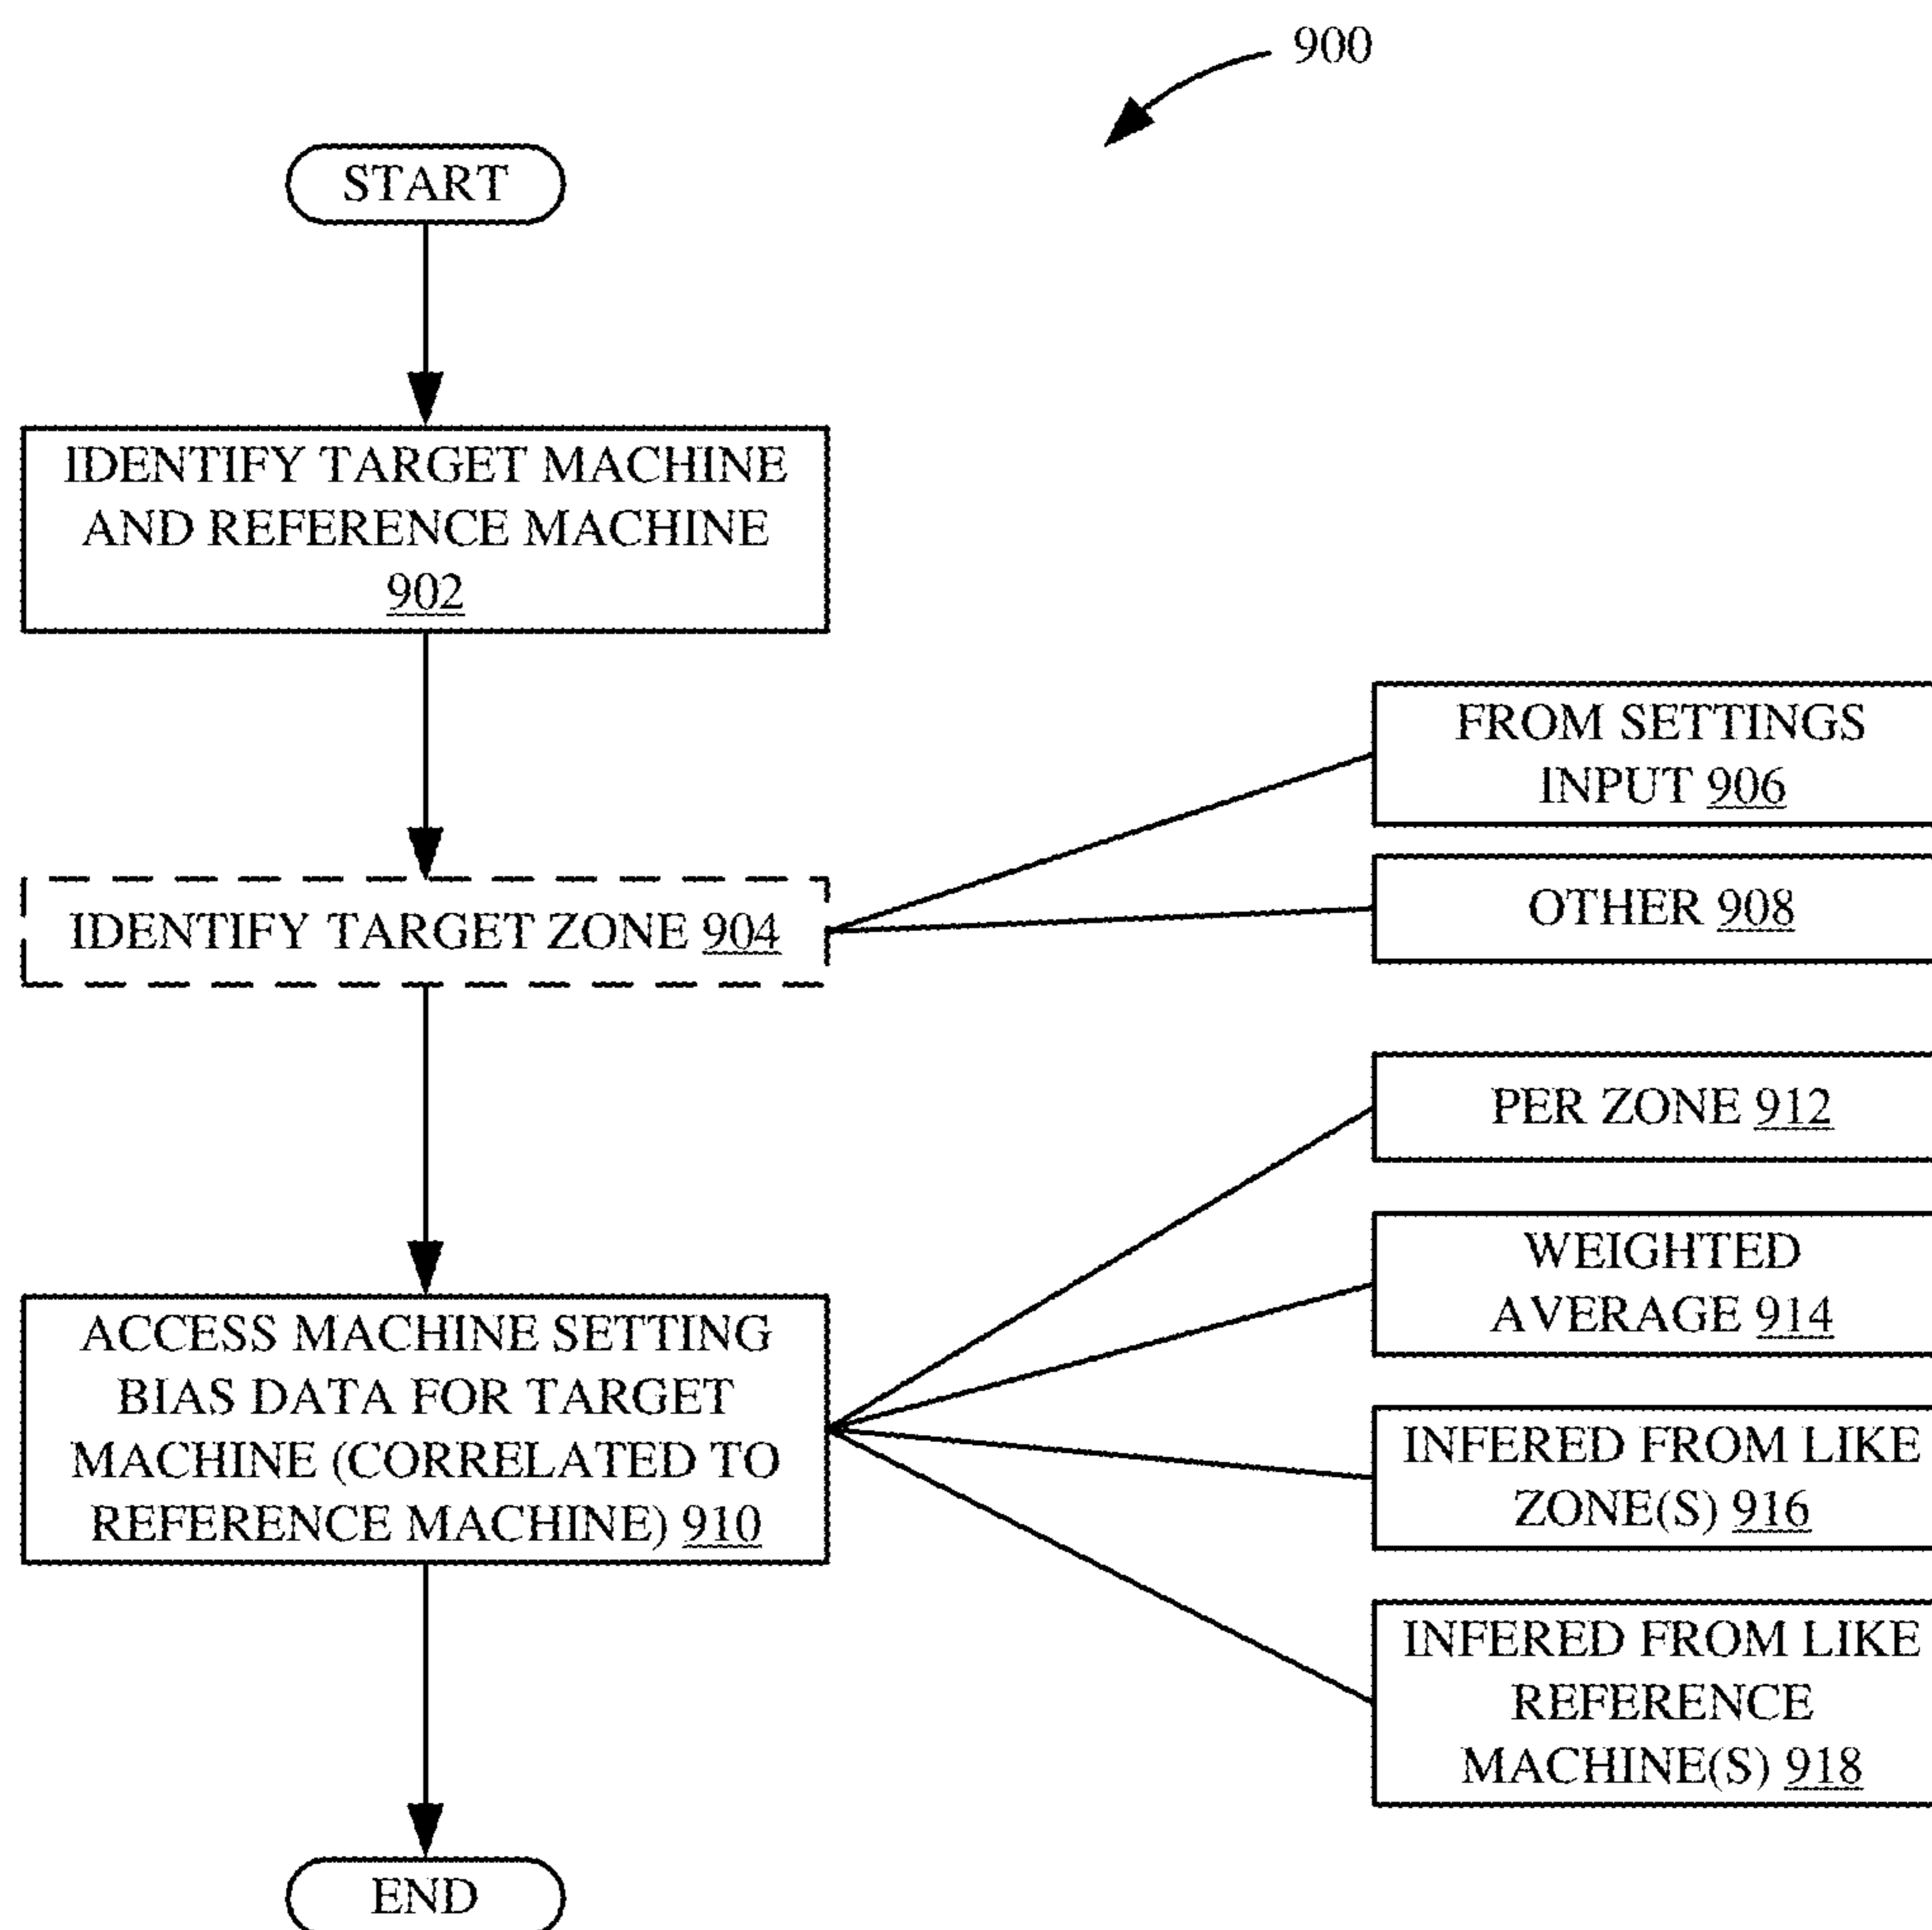 900
START
IDENTIFY TARGET MACHINE
AND REFERENCE MACHINE
902
FROM SETTINGS
INPUT 906
OTHER 908
IDENTIFY TARGET ZONE 904
PER ZONE 912
WEIGHTED
AVERAGE 914
ACCESS MACHINE SETTING
BIAS DATA FOR TARGET
MACHINE (CORRELATED TO
REFERENCE MACHINE) 910
INFERED FROM LIKE
ZONE(S) 916
INFERED FROM LIKE
REFERENCE
MACHINE(S) 918
END